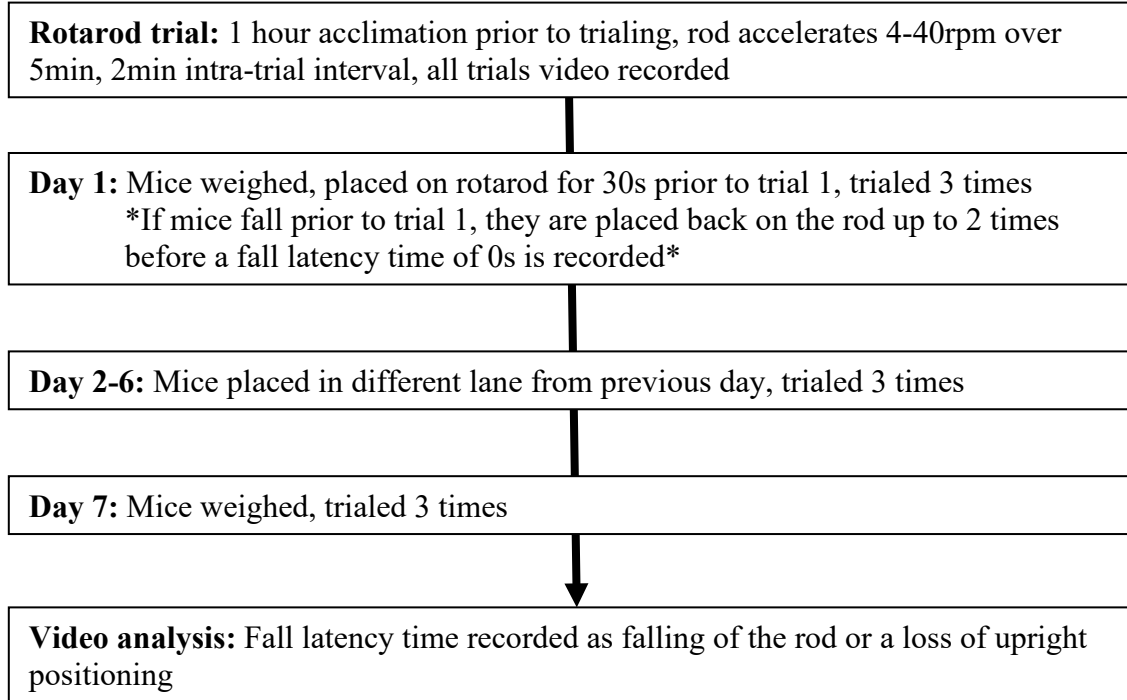 Rotarod trial: 1 hour acclimation prior to trialing, rod accelerates 4-40rpm over
5min, 2min intra-trial interval, all trials video recorded
Day 1: Mice weighed, placed on rotarod for 30s prior to trial 1, trialed 3 times
*If mice fall prior to trial 1, they are placed back on the rod up to 2 times
before a fall latency time of 0s is recorded*
Day 2-6: Mice placed in different lane from previous day, trialed 3 times
Day 7: Mice weighed, trialed 3 times
Video analysis: Fall latency time recorded as falling of the rod or a loss of upright
positioning